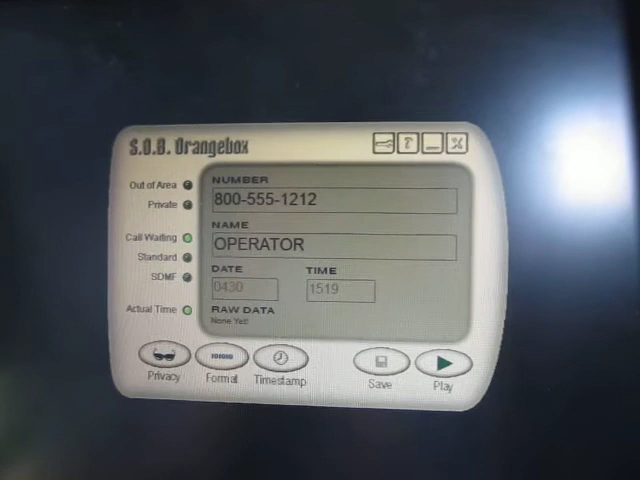 S.O.B. Orangebox
?
Out of Area
Private
Call Waiting
Standard
SDMF
Actual Time
NUMBER
800-555-1212
NAME
OPERATOR
DATE TIME
0430 1519
RAW DATA
None Yet!
Privacy Format Timestamp Save Play